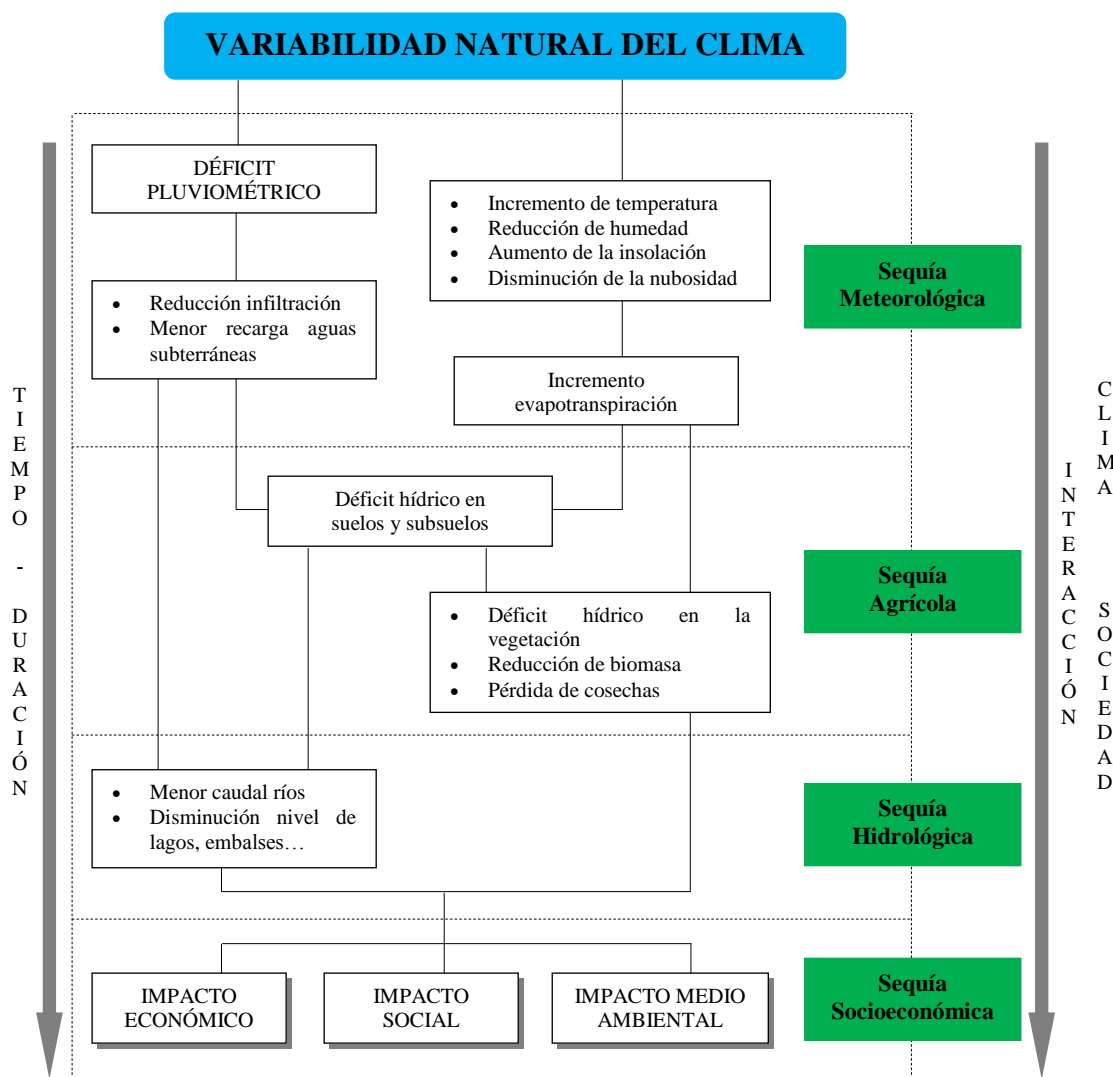 VARIABILIDAD NATURAL DEL CLIMA
DÉFICIT
PLUVIOMÉTRICO
• Incremento de temperatura
• Reducción de humedad
• Aumento de la insolación
• Disminución de la nubosidad
Sequía
Meteorológica
• Reducción infiltración
• Menor recarga aguas
subterráneas
Incremento
evapotranspiración
Déficit hídrico en
suelos y subsuelos
Sequía
Agrícola
• Déficit hídrico en la
vegetación
• Reducción de biomasa
• Pérdida de cosechas
• Menor caudal ríos
• Disminución nivel de
lagos, embalses…
Sequía
Hidrológica
IMPACTO
ECONÓMICO
IMPACTO
SOCIAL
IMPACTO MEDIO
AMBIENTAL
Sequía
Socioeconómica
TIEMPO - DURACIÓN
INTERACCIÓN
CLIMA SOCIEDAD